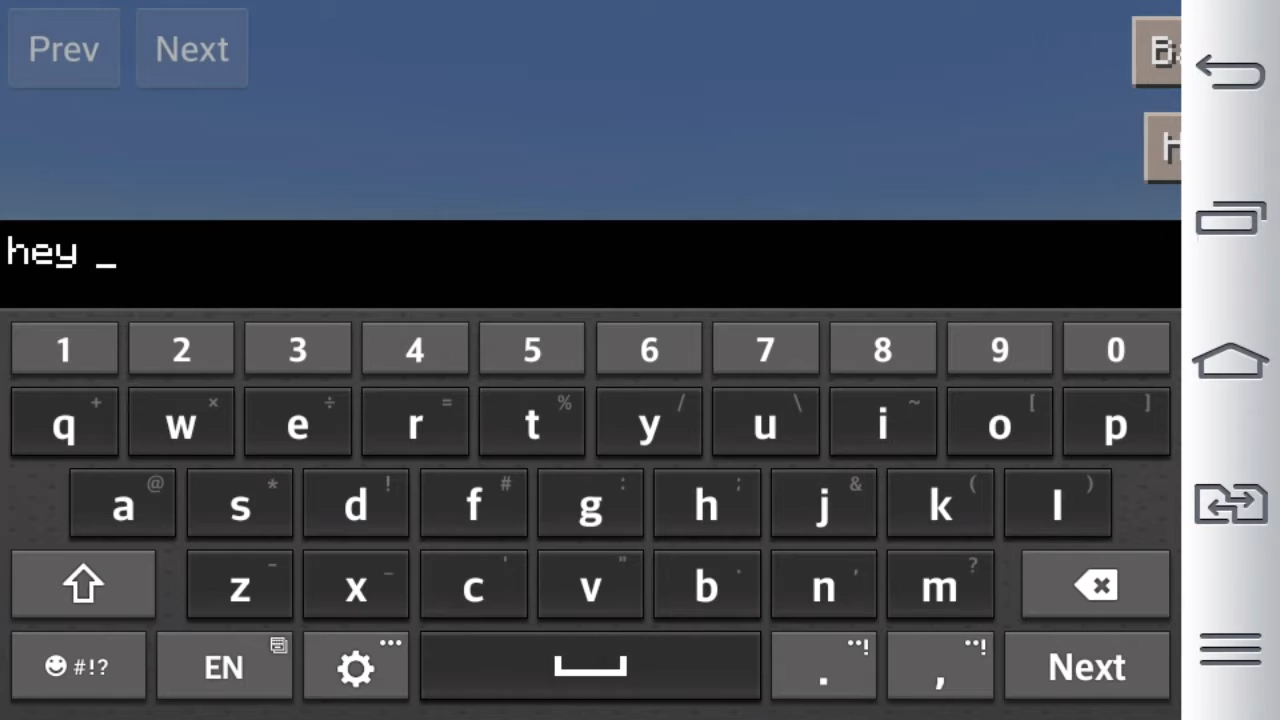 Prev Next
hey _
1 2 3 4 5 6 7 8 9 0
q + w × e ÷ r = t % y / u \ i ~ o [ p ]
a @ s * d ! f # g : h ; j & k ( l )
z - x _ c ' v " b . n , m ?
#!? EN . , Next